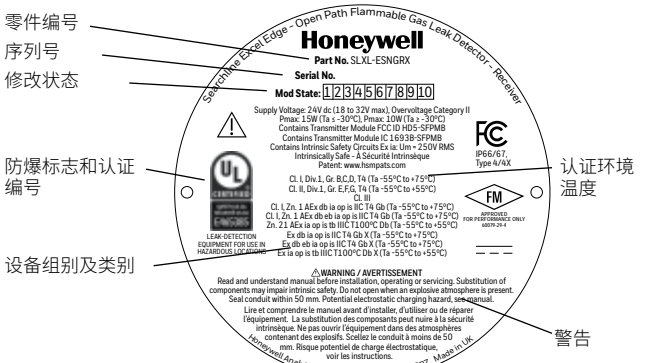 零件编号
序列号
修改状态
防爆标志和认证
编号
设备组别及类别
认证环境
温度
警告
Searchline Excel Edge - Open Path Flammable Gas Leak Detector - Receiver
Honeywell
Part No. SLXL-ESNGRX
Serial No.
Mod State: 1 2 3 4 5 6 7 8 9 10
Supply Voltage: 24V dc (18 to 32V max), Overvoltage Category II
Pmax: 15W (Ta ≤ -30°C), Pmax: 10W (Ta ≥ -30°C)
Contains Transmitter Module FCC ID HD5-SFPMB
Contains Transmitter Module IC 1693B-SFPMB
Contains Intrinsic Safety Circuits Ex ia: Um = 250V RMS
Intrinsically Safe - À Sécurité Intrinsèque
Patent: www.hsmpats.com
Cl. I, Div.1, Gr. B,C,D, T4 (Ta -55°C to +75°C)
Cl. II, Div.1, Gr. E,F,G, T4 (Ta -55°C to +55°C)
Cl. III
Cl. I, Zn. 1 AEx db ia op is IIC T4 Gb (Ta -55°C to +75°C)
Cl. I, Zn. 1 AEx db eb ia op is IIC T4 Gb (Ta -55°C to +75°C)
Zn. 21 AEx ia op is tb IIIC T100°C Db (Ta -55°C to +55°C)
Ex db ia op is IIC T4 Gb X (Ta -55°C to +75°C)
Ex db eb ia op is IIC T4 Gb X (Ta -55°C to +75°C)
Ex ia op is tb IIIC T100°C Db X (Ta -55°C to +55°C)
UL
CERTIFIED
LEAK-DETECTION
EQUIPMENT FOR USE IN
HAZARDOUS LOCATIONS
FC
IP66/67,
Type 4/4X
FM
APPROVED
FOR PERFORMANCE ONLY
60079-29-4
WARNING / AVERTISSEMENT
Read and understand manual before installation, operating or servicing. Substitution of
components may impair intrinsic safety. Do not open when an explosive atmosphere is present.
Seal conduit within 50 mm. Potential electrostatic charging hazard, see manual.
Lire et comprendre le manuel avant d'installer, d'utiliser ou de réparer
l'équipement. La substitution des composants peut nuire à la sécurité
intrinsèque. Ne pas ouvrir l'équipement dans des atmosphères
contenant des explosifs. Scellez le conduit à moins de 50
mm. Risque potentiel de charge électrostatique,
voir les instructions.
Honeywell
Made in UK